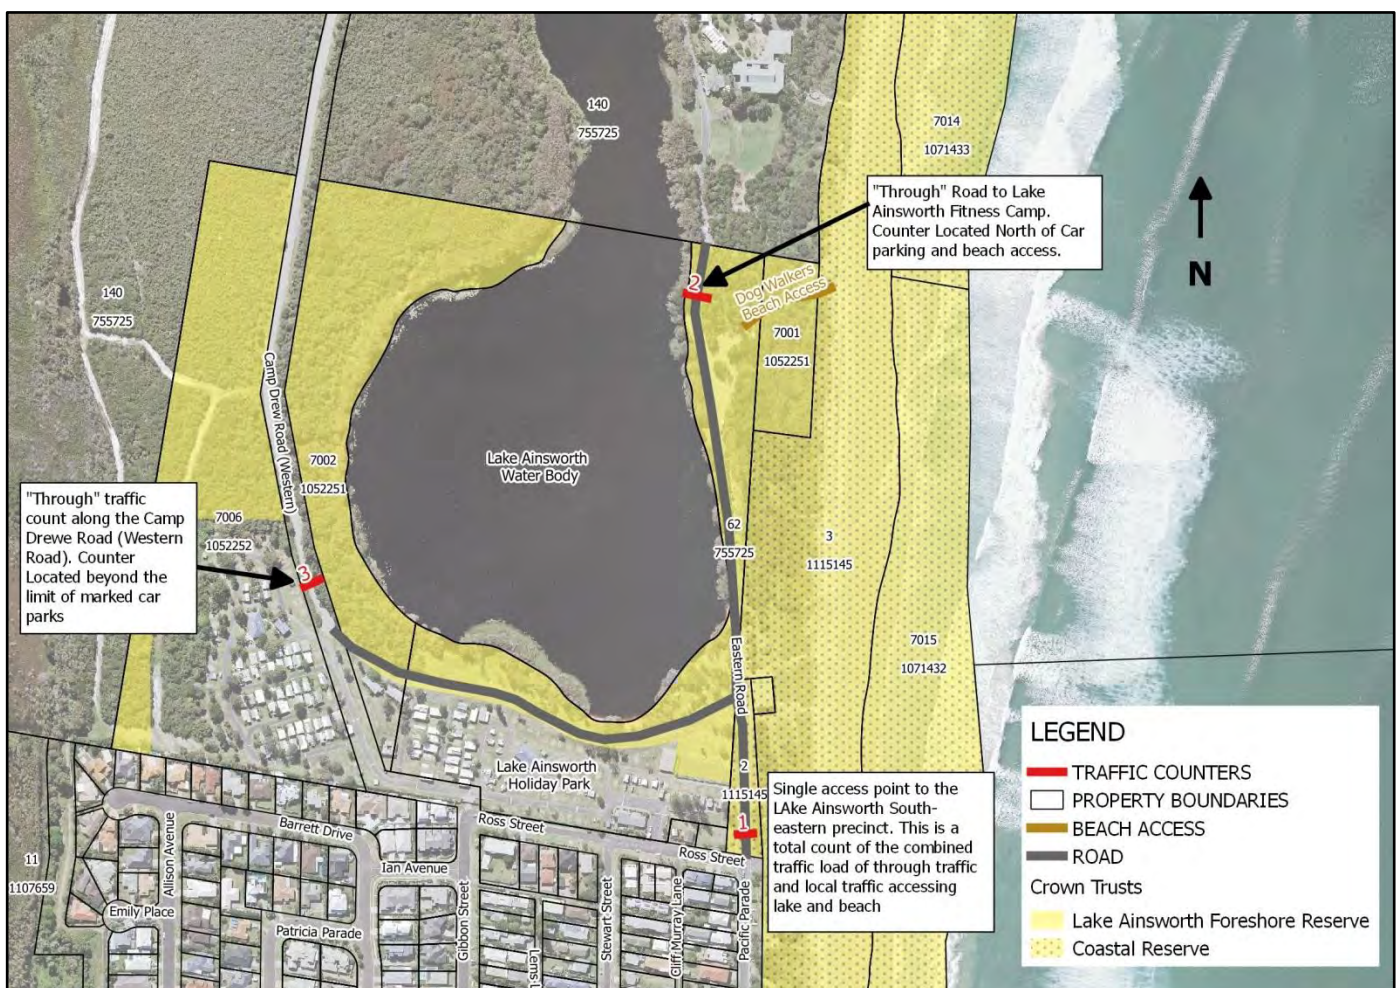 140
755725
7014
1071433
"Through" Road to Lake
Ainsworth Fitness Camp.
Counter Located North of Car
parking and beach access.
N
2
Dog Walkers
Beach Access
7001
1052251
140
755725
Camp Drew Road (Western)
7002
1052251
Lake Ainsworth
Water Body
"Through" traffic
count along the Camp
Drewe Road (Western
Road). Counter
Located beyond the
limit of marked car
parks
7006
1052252
3
62
755725
3
1115145
7015
1071432
Eastern Road
2
1115145
Lake Ainsworth
Holiday Park
Single access point to the
LAke Ainsworth South-
eastern precinct. This is a
total count of the combined
traffic load of through traffic
and local traffic accessing
lake and beach
1
Ross Street
Ross Street
Barrett Drive
Ian Avenue
Allison Avenue
Emily Place
Patricia Parade
Gibbon Street
Stewart Street
Cliff Murray Lane
Pacific Parade
11
1107659
LEGEND
TRAFFIC COUNTERS
PROPERTY BOUNDARIES
BEACH ACCESS
ROAD
Crown Trusts
Lake Ainsworth Foreshore Reserve
Coastal Reserve